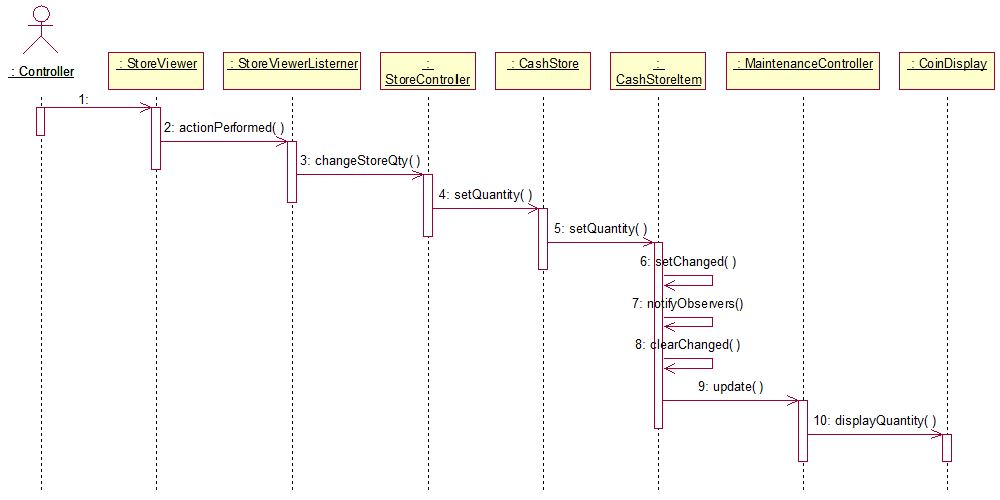 : Controller
: StoreViewer
: StoreViewerListerner
:
StoreController
: CashStore
:
CashStoreItem
: MaintenanceController
: CoinDisplay
1:
2: actionPerformed( )
3: changeStoreQty( )
4: setQuantity( )
5: setQuantity( )
6: setChanged( )
7: notifyObservers()
8: clearChanged( )
9: update( )
10: displayQuantity( )